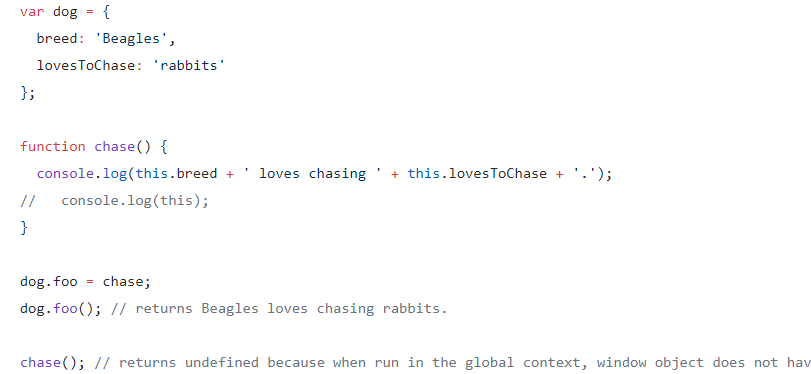 var dog = {
  breed: 'Beagles',
  lovesToChase: 'rabbits'
};
function chase() {
  console.log(this.breed + ' loves chasing ' + this.lovesToChase + '.');
//   console.log(this);
}
dog.foo = chase;
dog.foo(); // returns Beagles loves chasing rabbits.
chase(); // returns undefined because when run in the global context, window object does not hav